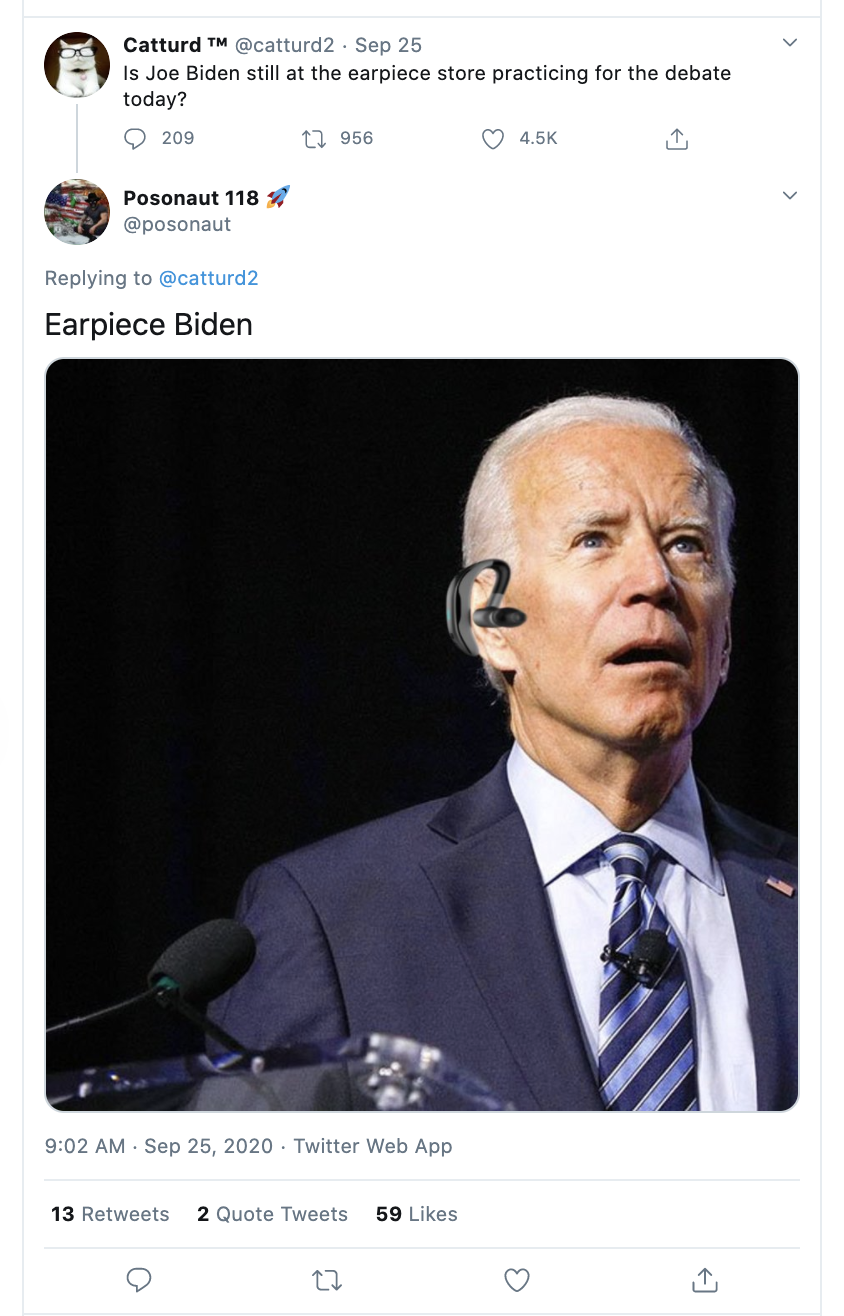 Catturd ™ @catturd2 · Sep 25
Is Joe Biden still at the earpiece store practicing for the debate
today?
209 956 4.5K
Posonaut 118 🚀
@posonaut
Replying to @catturd2
Earpiece Biden
9:02 AM · Sep 25, 2020 · Twitter Web App
13 Retweets 2 Quote Tweets 59 Likes